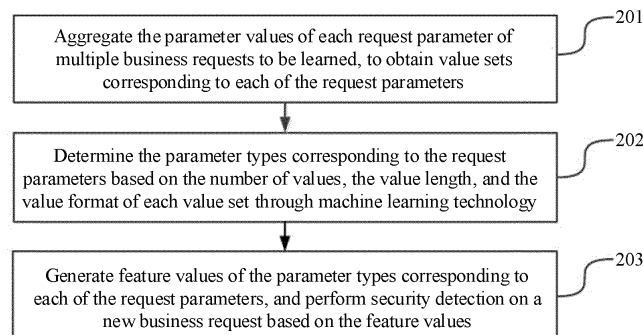 201
Aggregate the parameter values of each request parameter of
multiple business requests to be learned, to obtain value sets
corresponding to each of the request parameters
202
Determine the parameter types corresponding to the request
parameters based on the number of values, the value length, and the
value format of each value set through machine learning technology
203
Generate feature values of the parameter types corresponding to
each of the request parameters, and perform security detection on a
new business request based on the feature values